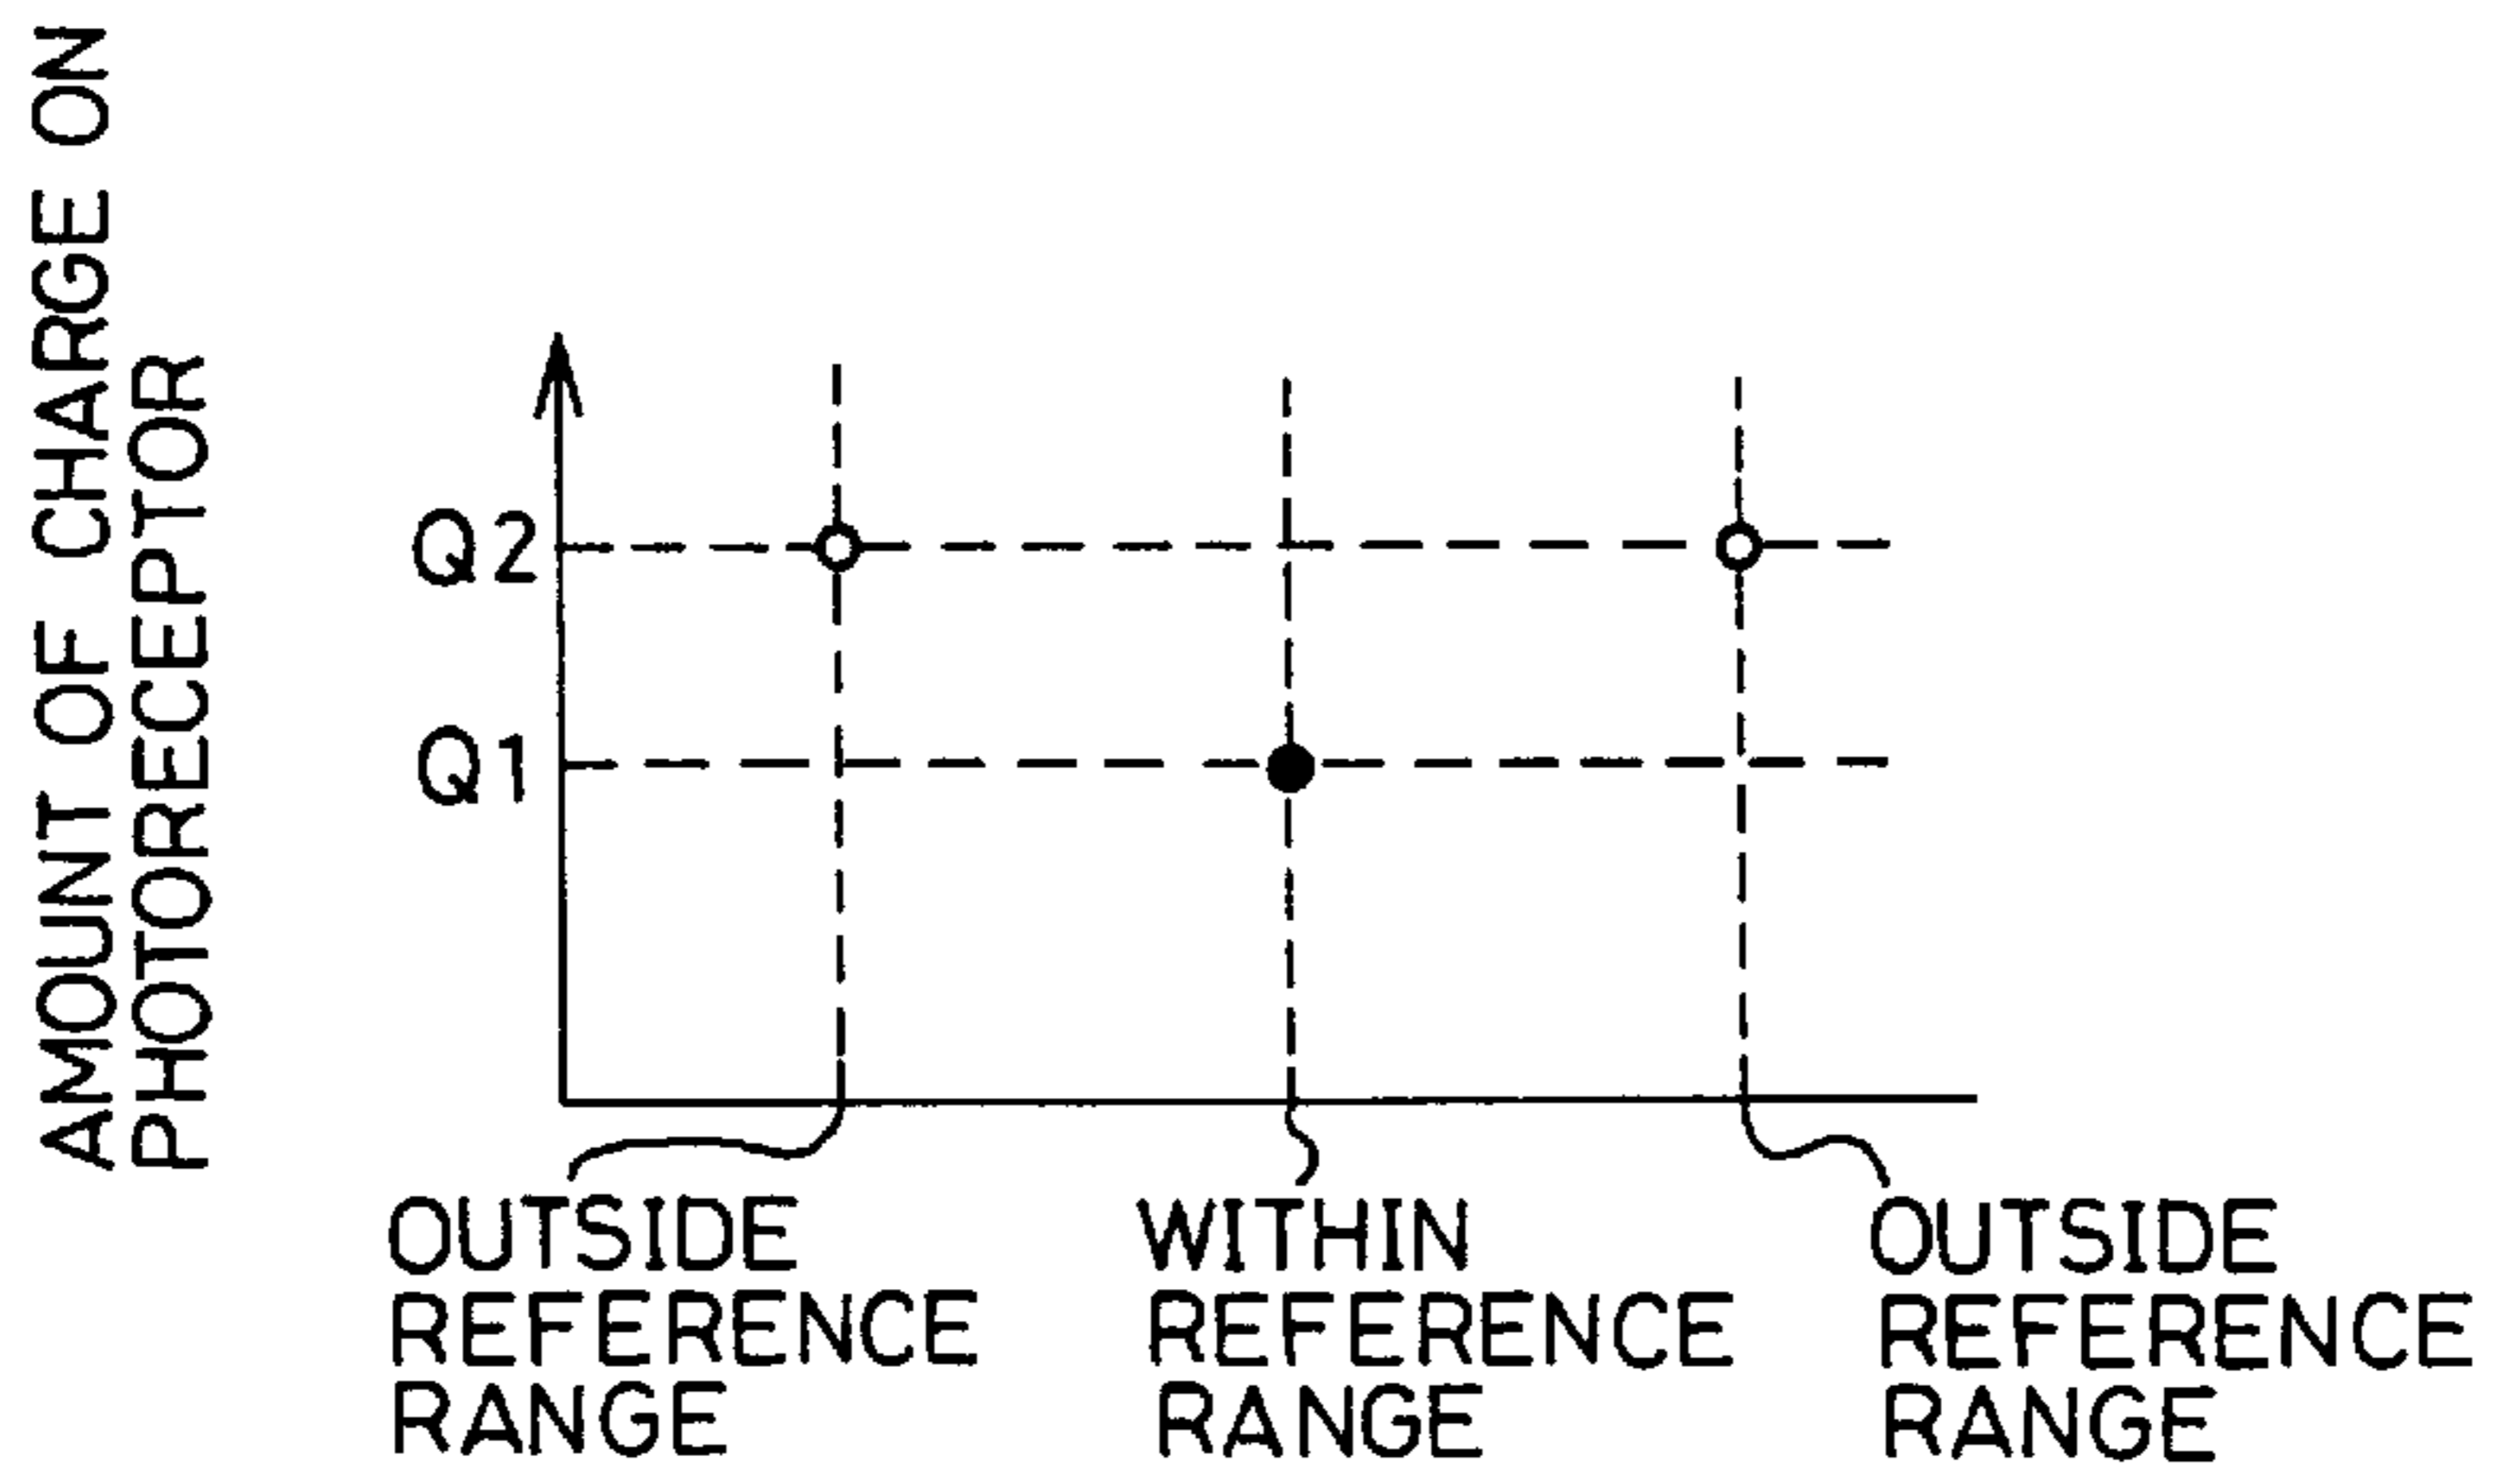 AMOUNT OF CHARGE ON
PHOTORECEPTOR
Q2
Q1
OUTSIDE
REFERENCE
RANGE
WITHIN
REFERENCE
RANGE
OUTSIDE
REFERENCE
RANGE